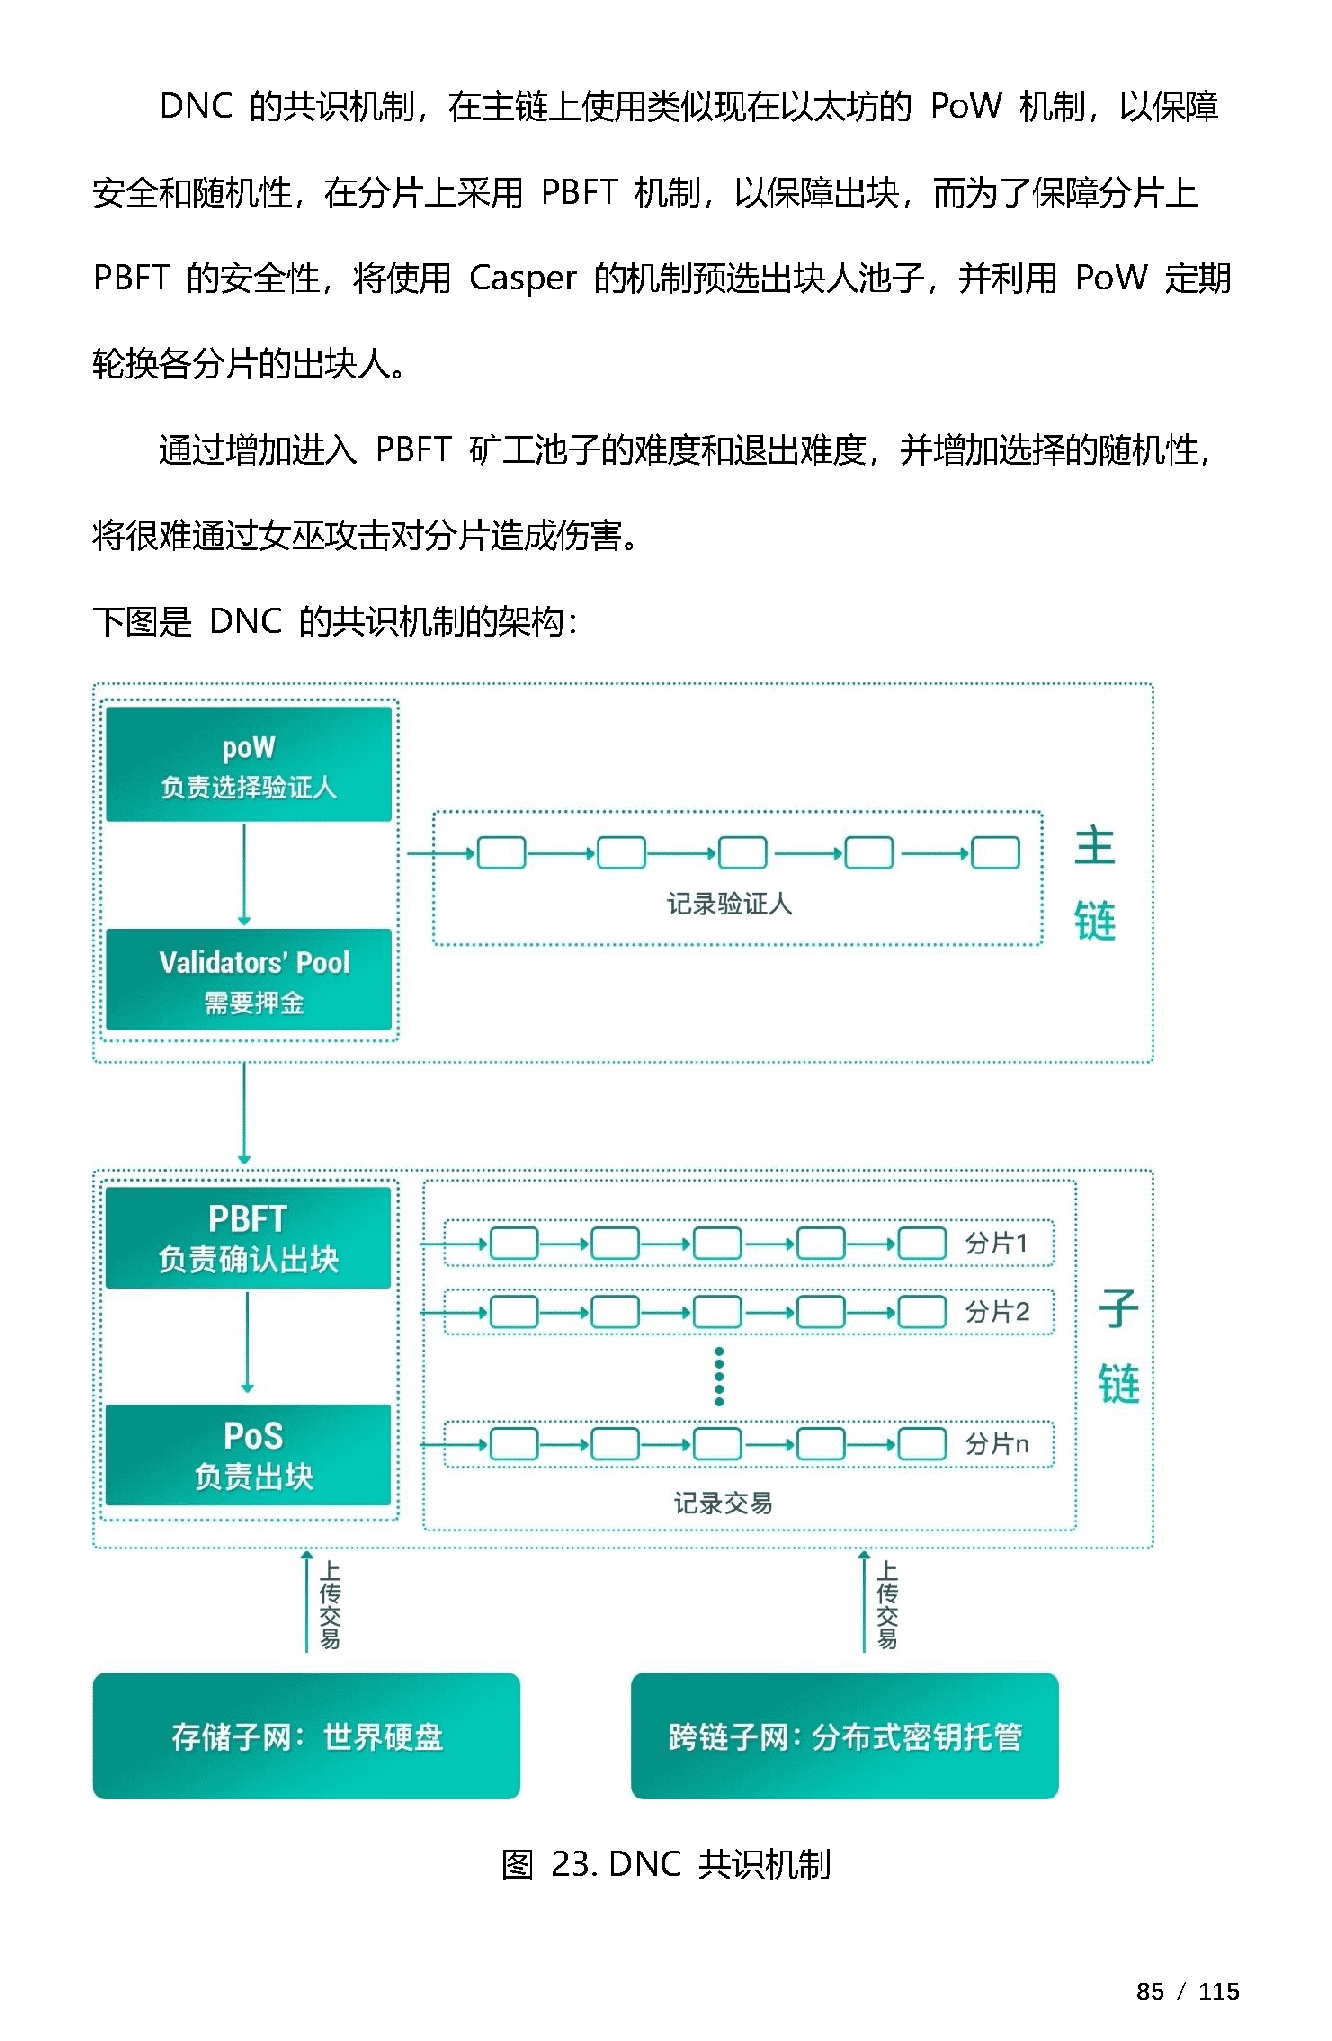 DNC 的共识机制，在主链上使用类似现在以太坊的 PoW 机制，以保障
安全和随机性，在分片上采用 PBFT 机制，以保障出块，而为了保障分片上
PBFT 的安全性，将使用 Casper 的机制预选出块人池子，并利用 PoW 定期
轮换各分片的出块人。
通过增加进入 PBFT 矿工池子的难度和退出难度，并增加选择的随机性，
将很难通过女巫攻击对分片造成伤害。
下图是 DNC 的共识机制的架构：
poW
负责选择验证人
记录验证人
主
链
Validators' Pool
需要押金
PBFT
负责确认出块
分片1
分片2
子
链
PoS
负责出块
分片n
记录交易
上传交易
上传交易
存储子网：世界硬盘
跨链子网：分布式密钥托管
图 23. DNC 共识机制
85 / 115